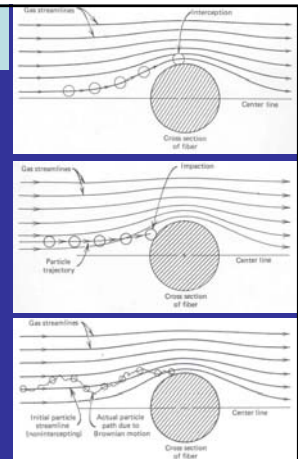 Gas streamlines
Interception
Center line
Cross section
of fiber
Gas streamlines
Impaction
Particle
trajectory
Center line
Cross section
of fiber
Gas streamlines
Center line
Initial particle
streamline
(nonintercepting)
Actual particle
path due to
Brownian motion
Cross section
of fiber